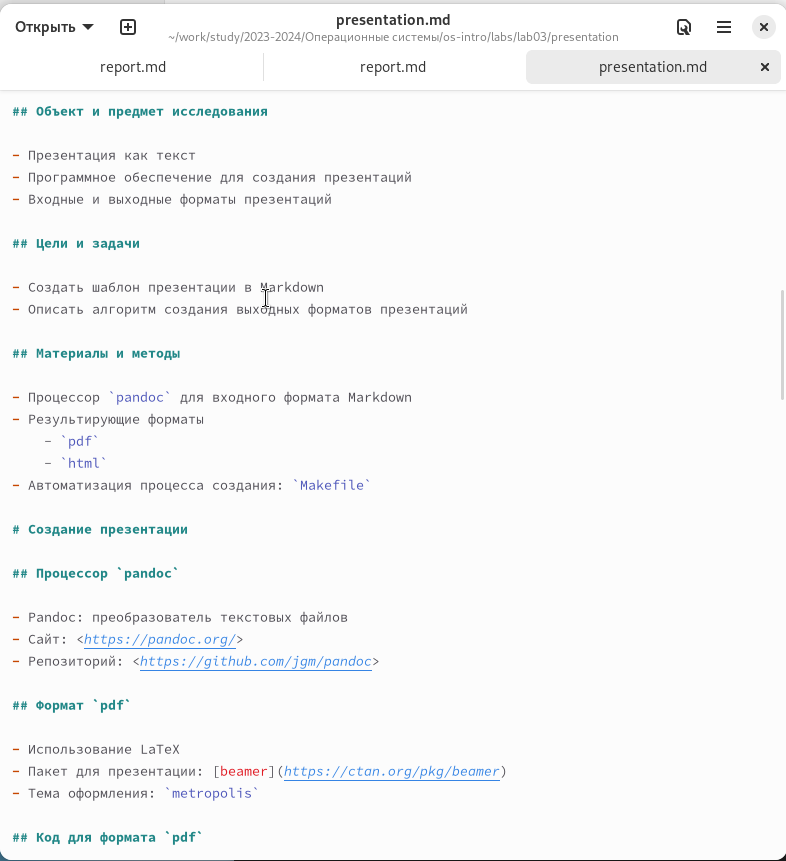 Открыть
presentation.md
~/work/study/2023-2024/Операционные системы/os-intro/labs/lab03/presentation
report.md
report.md
presentation.md
## Объект и предмет исследования
- Презентация как текст
- Программное обеспечение для создания презентаций
- Входные и выходные форматы презентаций
## Цели и задачи
- Создать шаблон презентации в Markdown
- Описать алгоритм создания выходных форматов презентаций
## Материалы и методы
- Процессор `pandoc` для входного формата Markdown
- Результирующие форматы
- `pdf`
- `html`
- Автоматизация процесса создания: `Makefile`
# Создание презентации
## Процессор `pandoc`
- Pandoc: преобразователь текстовых файлов
- Сайт: <https://pandoc.org/>
- Репозиторий: <https://github.com/jgm/pandoc>
## Формат `pdf`
- Использование LaTeX
- Пакет для презентации: [beamer](https://ctan.org/pkg/beamer)
- Тема оформления: `metropolis`
## Код для формата `pdf`